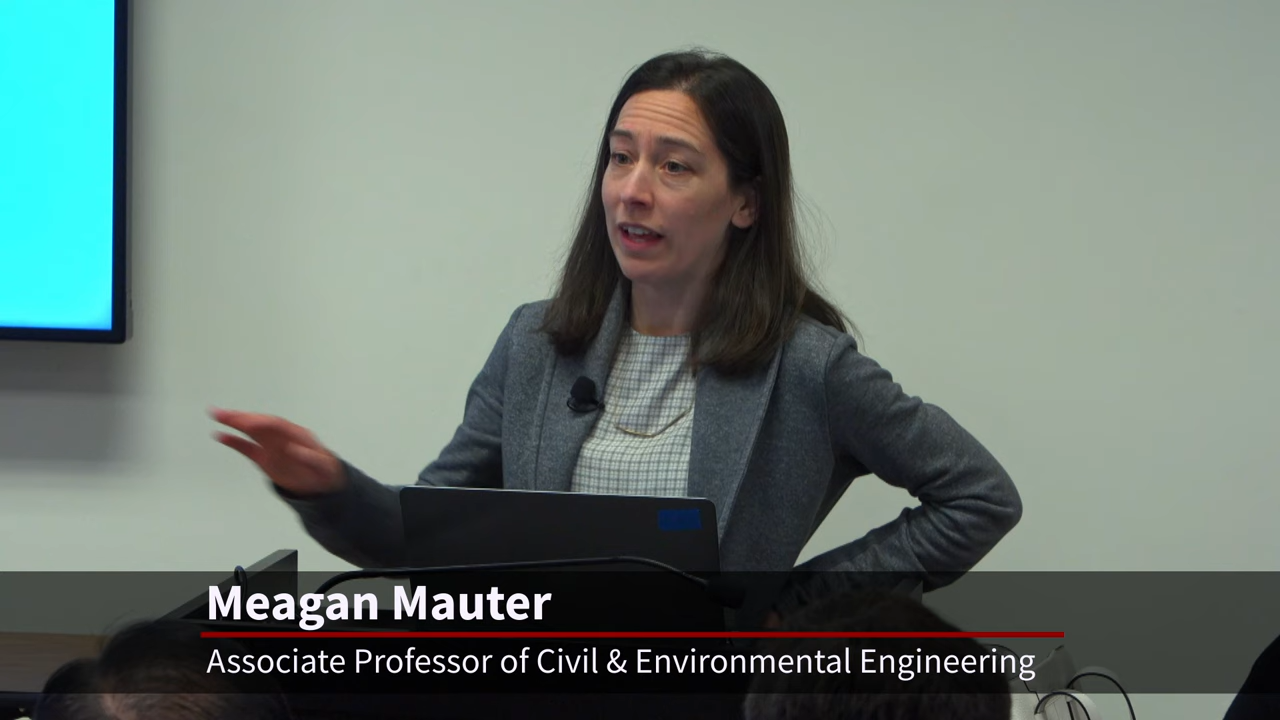 Meagan Mauter
Associate Professor of Civil & Environmental Engineering